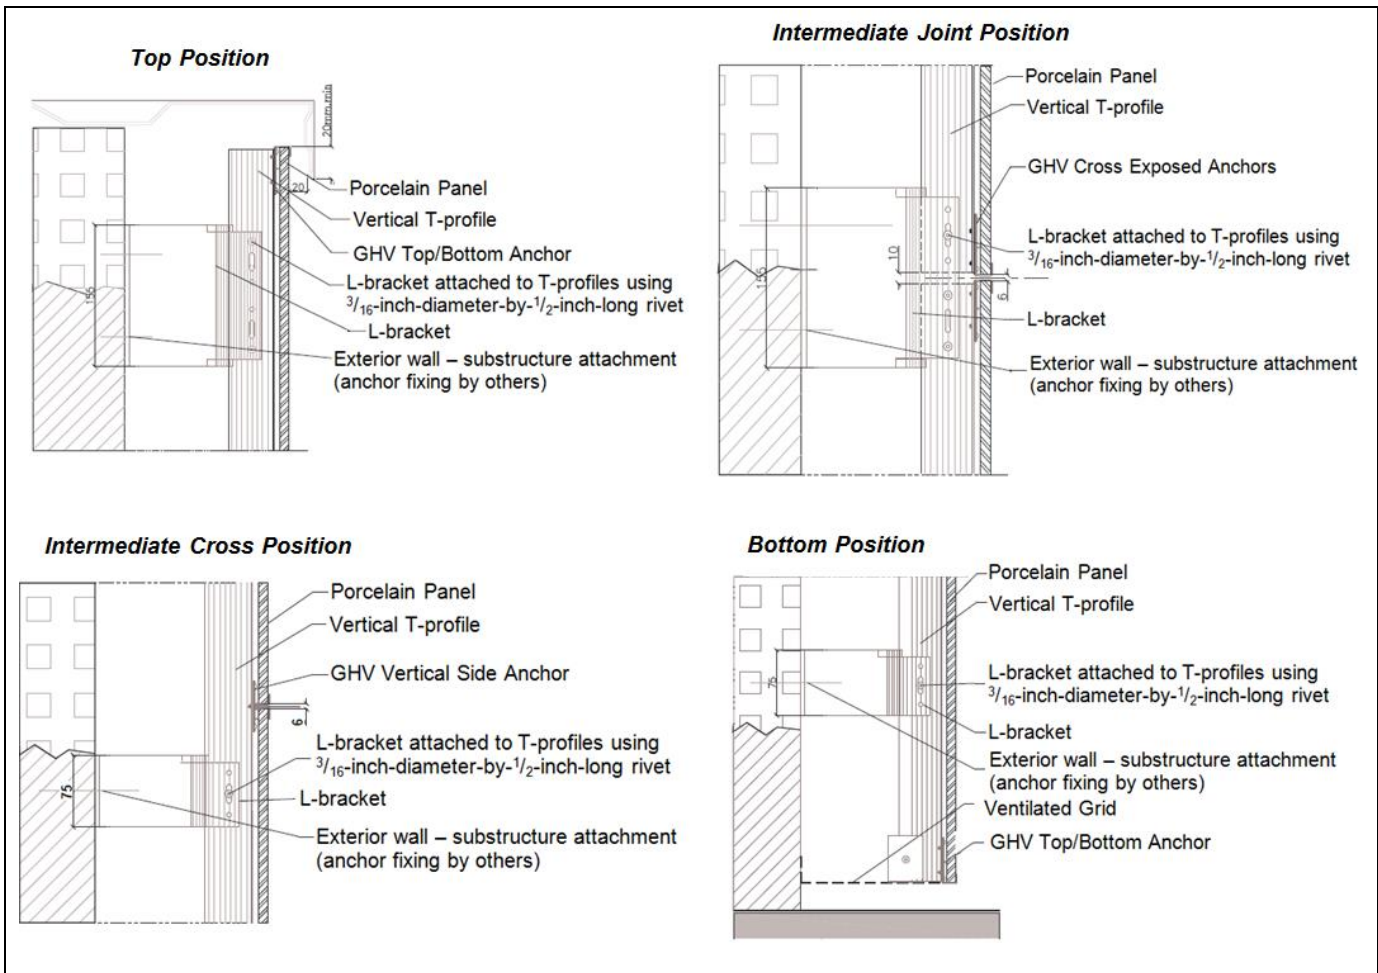 Top Position
20mm.min
20
155
Porcelain Panel
Vertical T-profile
GHV Top/Bottom Anchor
L-bracket attached to T-profiles using
3/16-inch-diameter-by-1/2-inch-long rivet
L-bracket
Exterior wall – substructure attachment
(anchor fixing by others)
Intermediate Joint Position
Porcelain Panel
Vertical T-profile
GHV Cross Exposed Anchors
L-bracket attached to T-profiles using
3/16-inch-diameter-by-1/2-inch-long rivet
10
155
6
L-bracket
Exterior wall – substructure attachment
(anchor fixing by others)
Intermediate Cross Position
Porcelain Panel
Vertical T-profile
GHV Vertical Side Anchor
6
L-bracket attached to T-profiles using
3/16-inch-diameter-by-1/2-inch-long rivet
75
L-bracket
Exterior wall – substructure attachment
(anchor fixing by others)
Bottom Position
Porcelain Panel
Vertical T-profile
75
L-bracket attached to T-profiles using
3/16-inch-diameter-by-1/2-inch-long rivet
L-bracket
Exterior wall – substructure attachment
(anchor fixing by others)
Ventilated Grid
GHV Top/Bottom Anchor